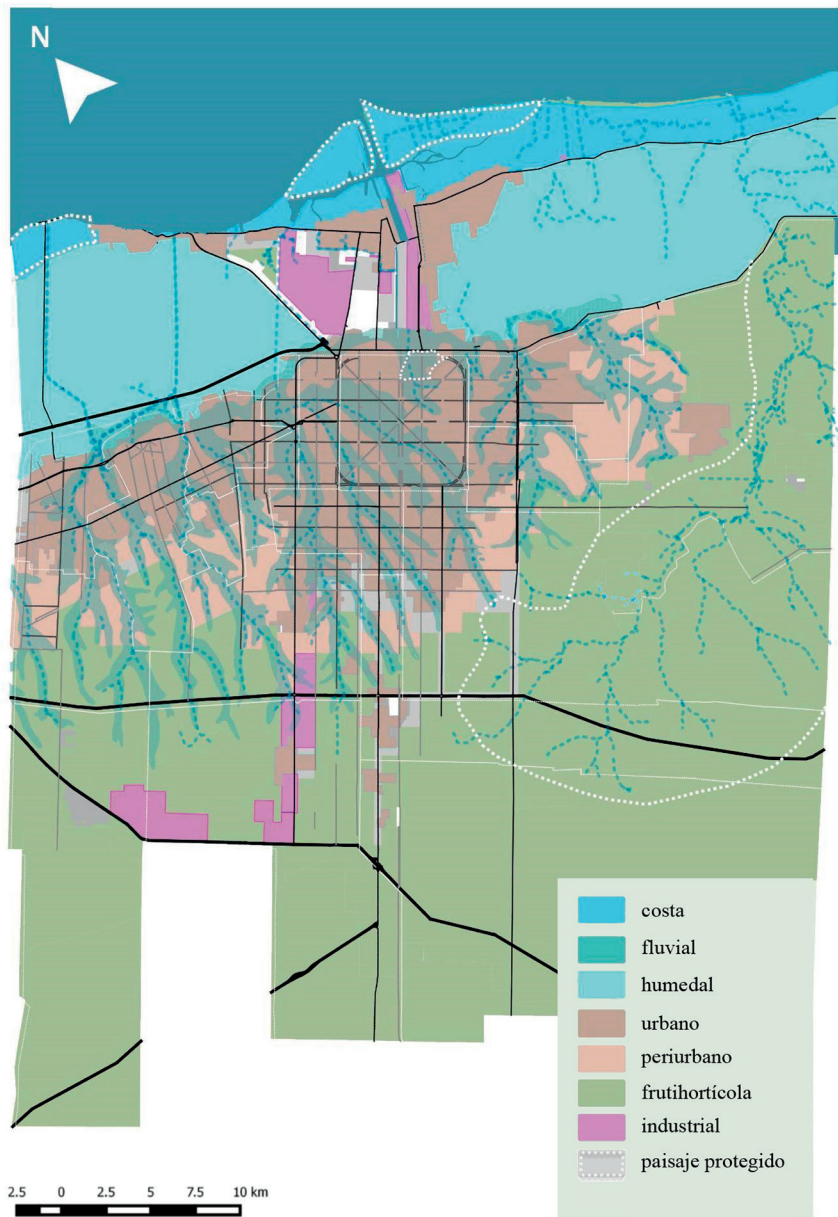 N
costa
fluvial
humedal
urbano
periurbano
frutihortícola
industrial
paisaje protegido
2.5 0 2.5 5 7.5 10 km